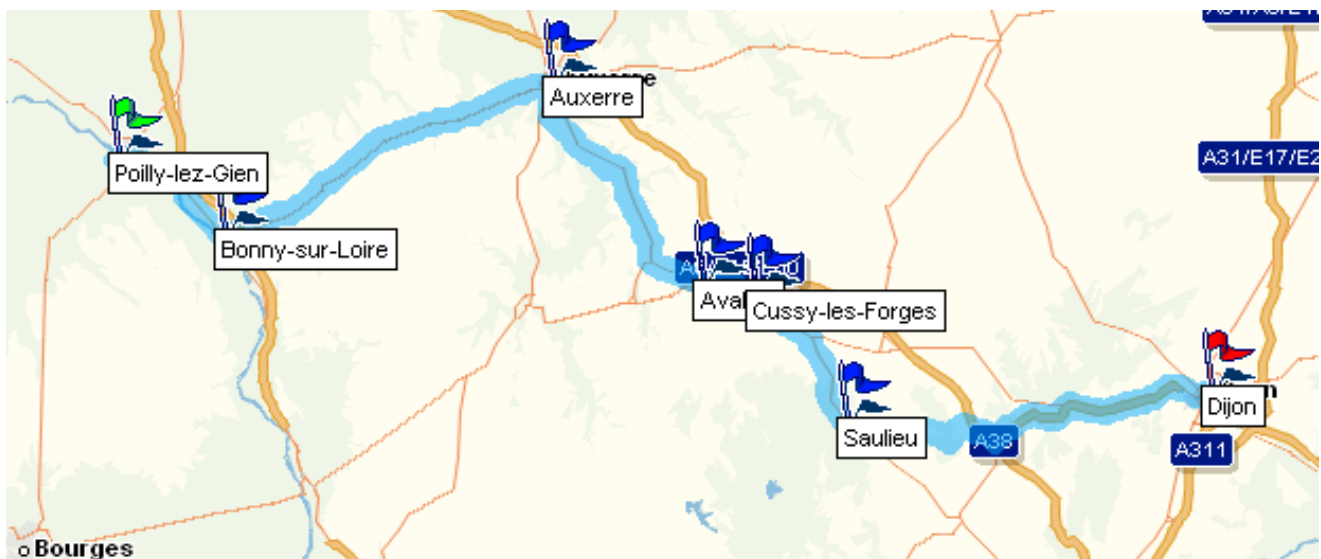 Auxerre
Poilly-lez-Gien
A31/E17/E2
Bonny-sur-Loire
Cussy-les-Forges
Saulieu
Dijon
A38
A311
Bourges